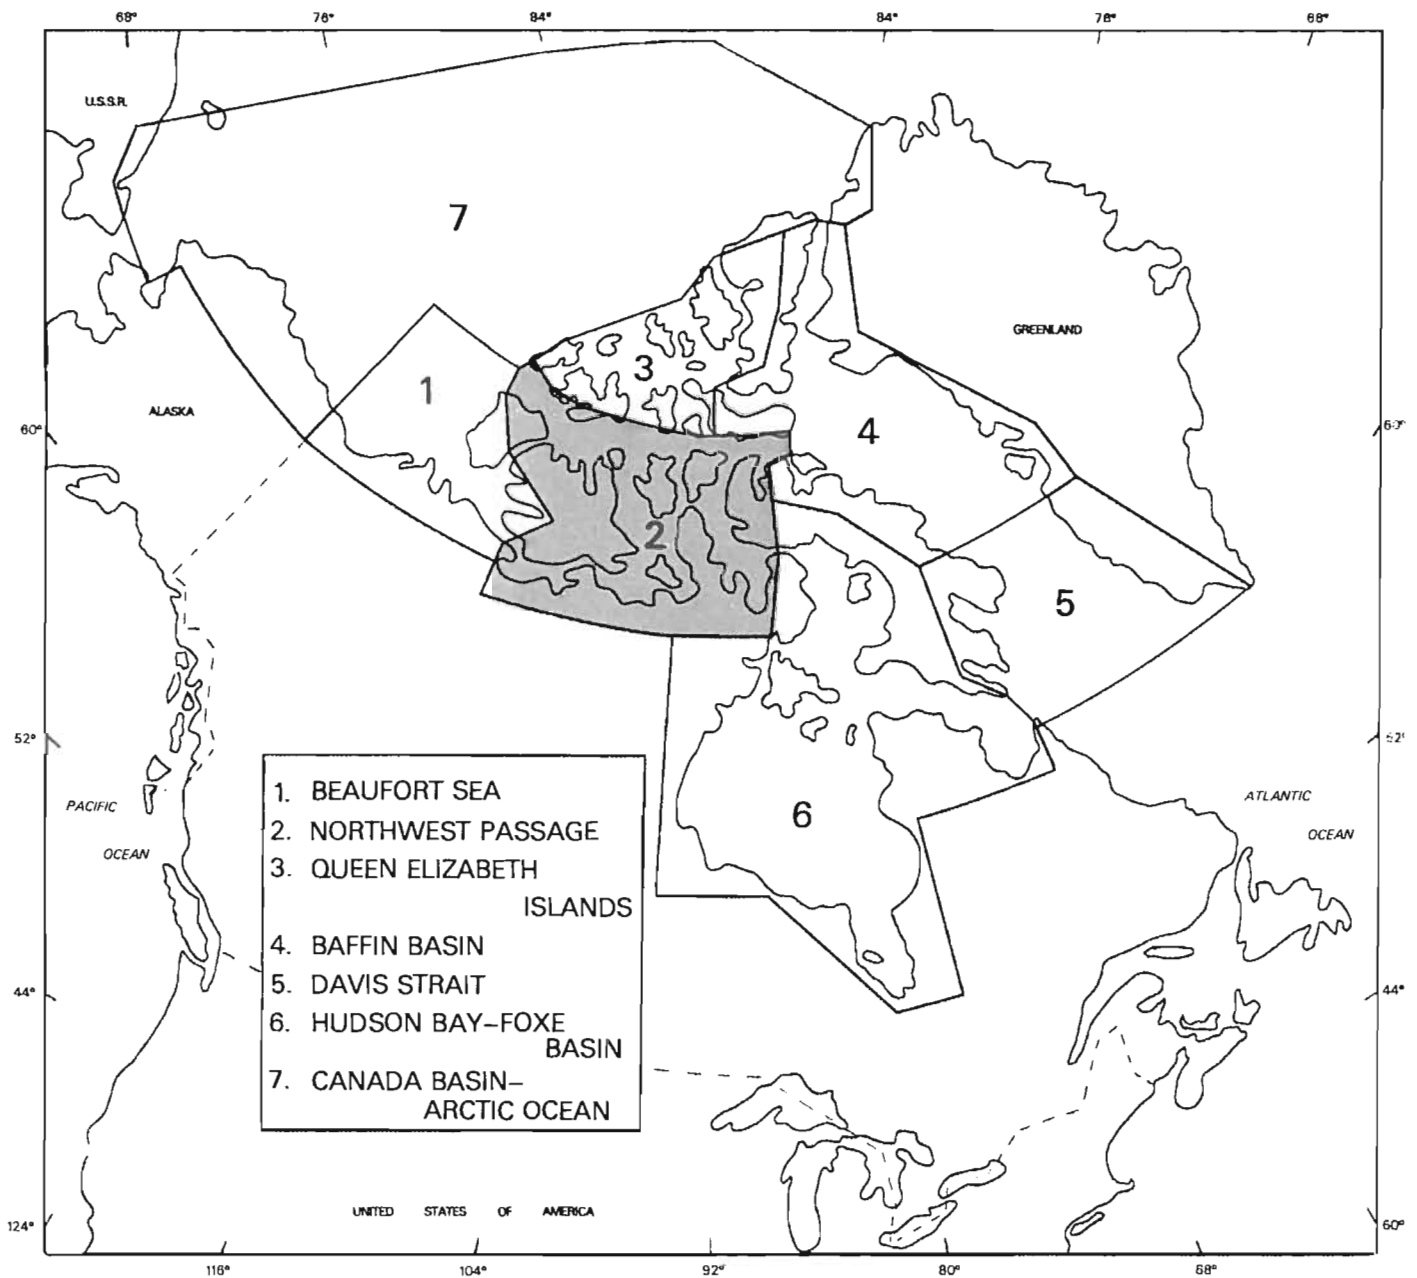 68° 76° 84° 84° 76° 68°
U.S.S.R.
7
GREENLAND
3
1
ALASKA
60° 4 60°
2
5
52° 52°
1. BEAUFORT SEA
ATLANTIC
PACIFIC
6
2. NORTHWEST PASSAGE
OCEAN
OCEAN
3. QUEEN ELIZABETH
ISLANDS
4. BAFFIN BASIN
5. DAVIS STRAIT
44° 44°
6. HUDSON BAY–FOXE
BASIN
7. CANADA BASIN–
ARCTIC OCEAN
UNITED STATES OF AMERICA
124° 60°
116° 104° 92° 80° 68°